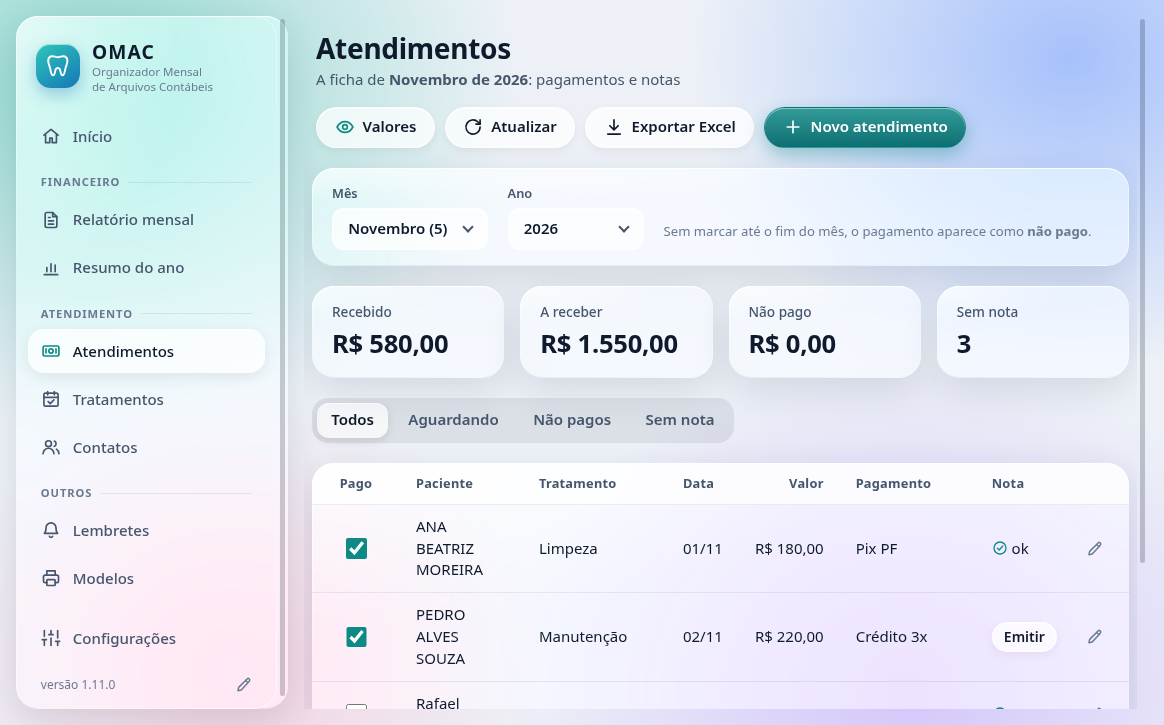 OMAC
Organizador Mensal
de Arquivos Contábeis
Início
FINANCEIRO
Relatório mensal
Resumo do ano
ATENDIMENTO
Atendimentos
Tratamentos
Contatos
OUTROS
Lembretes
Modelos
Configurações
versão 1.11.0
Atendimentos
A ficha de Novembro de 2026: pagamentos e notas
Valores
Atualizar
Exportar Excel
Novo atendimento
Mês
Ano
Novembro (5)
2026
Sem marcar até o fim do mês, o pagamento aparece como não pago.
Recebido
R$ 580,00
A receber
R$ 1.550,00
Não pago
R$ 0,00
Sem nota
3
Todos
Aguardando
Não pagos
Sem nota
Pago Paciente Tratamento Data Valor Pagamento Nota
ANA
BEATRIZ
MOREIRA
Limpeza 01/11 R$ 180,00 Pix PF ok
PEDRO
ALVES
SOUZA
Manutenção 02/11 R$ 220,00 Crédito 3x Emitir
Rafael